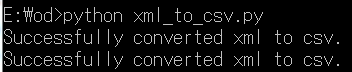 E:₩od>python xml_to_csv.py
Successfully converted xml to csv.
Successfully converted xml to csv.